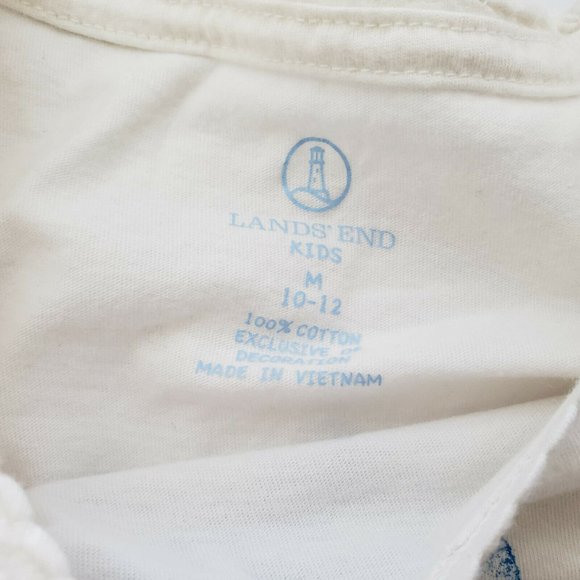 LANDS' END
KIDS
M
10-12
100% COTTON
EXCLUSIVE OF
DECORATION
MADE IN VIETNAM